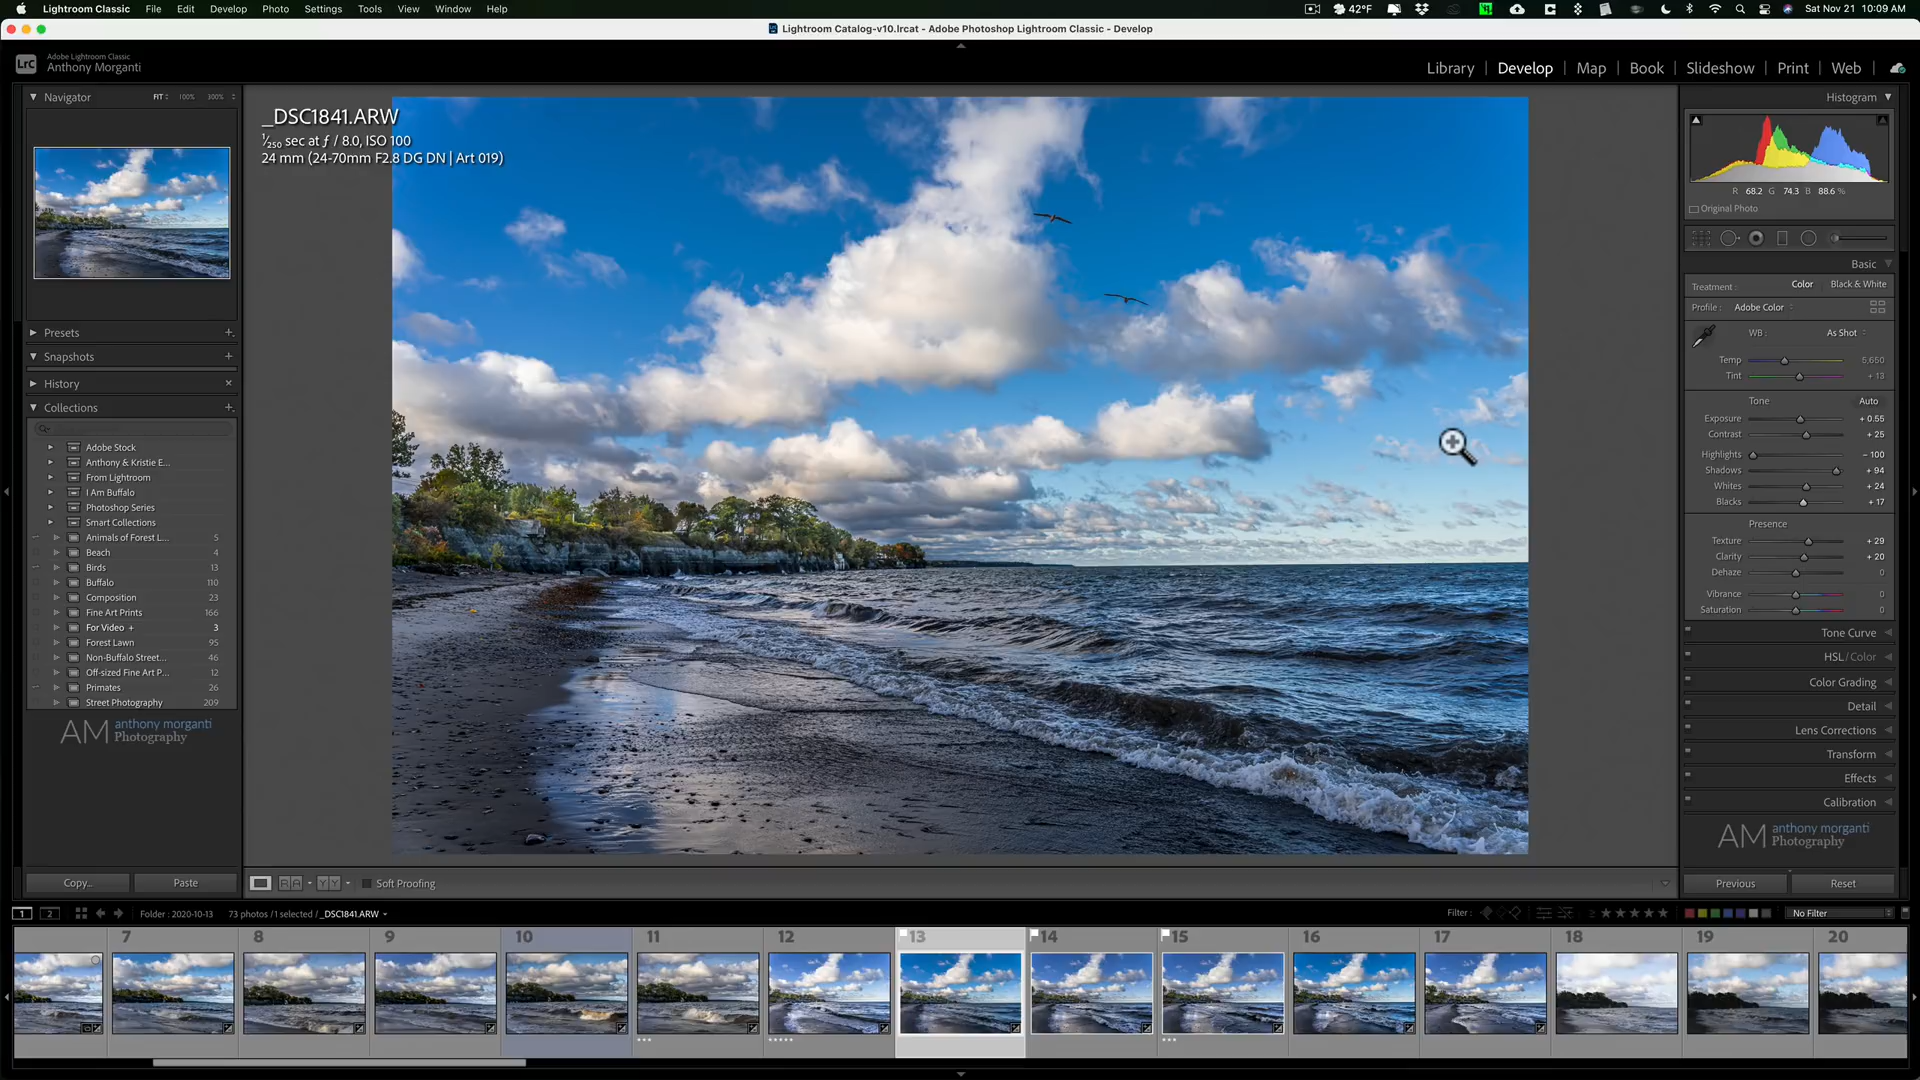 Lightroom Classic File Edit Develop Photo Settings Tools View Window Help 42°F Sat Nov 21 10:09 AM
Lightroom Catalog-v10.lrcat - Adobe Photoshop Lightroom Classic - Develop
LrC
Adobe Lightroom Classic
Anthony Morganti
Library | Develop | Map | Book | Slideshow | Print | Web
Navigator FIT 100% 300%
Presets
Snapshots
History
Collections
Adobe Stock
Anthony & Kristie E...
From Lightroom
I Am Buffalo
Photoshop Series
Smart Collections
Animals of Forest L... 5
Beach 4
Birds 13
Buffalo 110
Composition 23
Fine Art Prints 166
For Video + 3
Forest Lawn 95
Non-Buffalo Street... 46
Off-sized Fine Art P... 12
Primates 26
Street Photography 209
AM anthony morganti
Photography
Copy... Paste
_DSC1841.ARW
1/250 sec at ƒ / 8.0, ISO 100
24 mm (24-70mm F2.8 DG DN | Art 019)
Histogram
R 68.2 G 74.3 B 88.6 %
Original Photo
Basic
Treatment : Color Black & White
Profile : Adobe Color
WB : As Shot
Temp 5,650
Tint + 13
Tone Auto
Exposure + 0.55
Contrast + 25
Highlights - 100
Shadows + 94
Whites + 24
Blacks + 17
Presence
Texture + 29
Clarity + 20
Dehaze 0
Vibrance 0
Saturation 0
Tone Curve
HSL / Color
Color Grading
Detail
Lens Corrections
Transform
Effects
Calibration
AM anthony morganti
Photography
Previous Reset
RA YY Soft Proofing
1 2 Folder : 2020-10-13 73 photos / 1 selected / _DSC1841.ARW Filter : No Filter
7 8 9 10 11 12 13 14 15 16 17 18 19 20